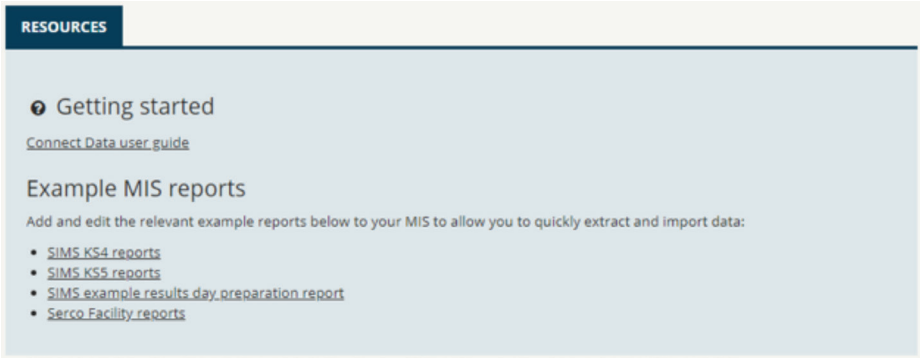 RESOURCES
Getting started
Connect Data user guide
Example MIS reports
Add and edit the relevant example reports below to your MIS to allow you to quickly extract and import data:
• SIMS KS4 reports
• SIMS KS5 reports
• SIMS example results day preparation report
• Serco Facility reports